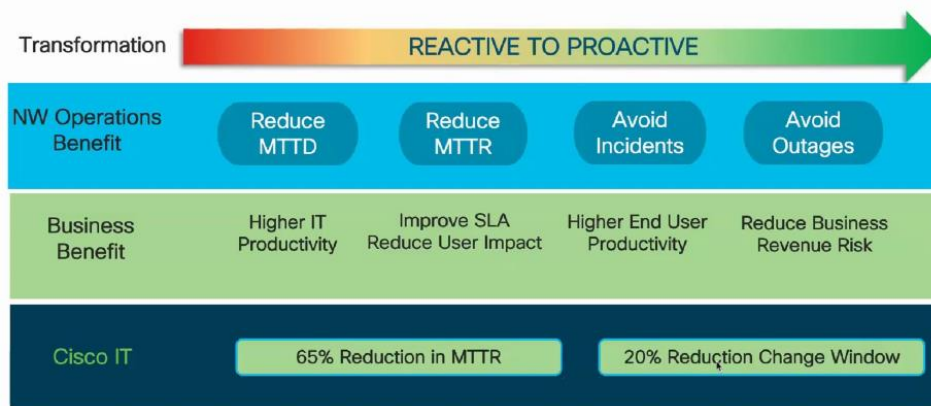 Transformation
REACTIVE TO PROACTIVE
NW Operations
Benefit
Reduce
MTTD
Reduce
MTTR
Avoid
Incidents
Avoid
Outages
Business
Benefit
Higher IT
Productivity
Improve SLA
Reduce User Impact
Higher End User
Productivity
Reduce Business
Revenue Risk
Cisco IT
65% Reduction in MTTR
20% Reduction Change Window